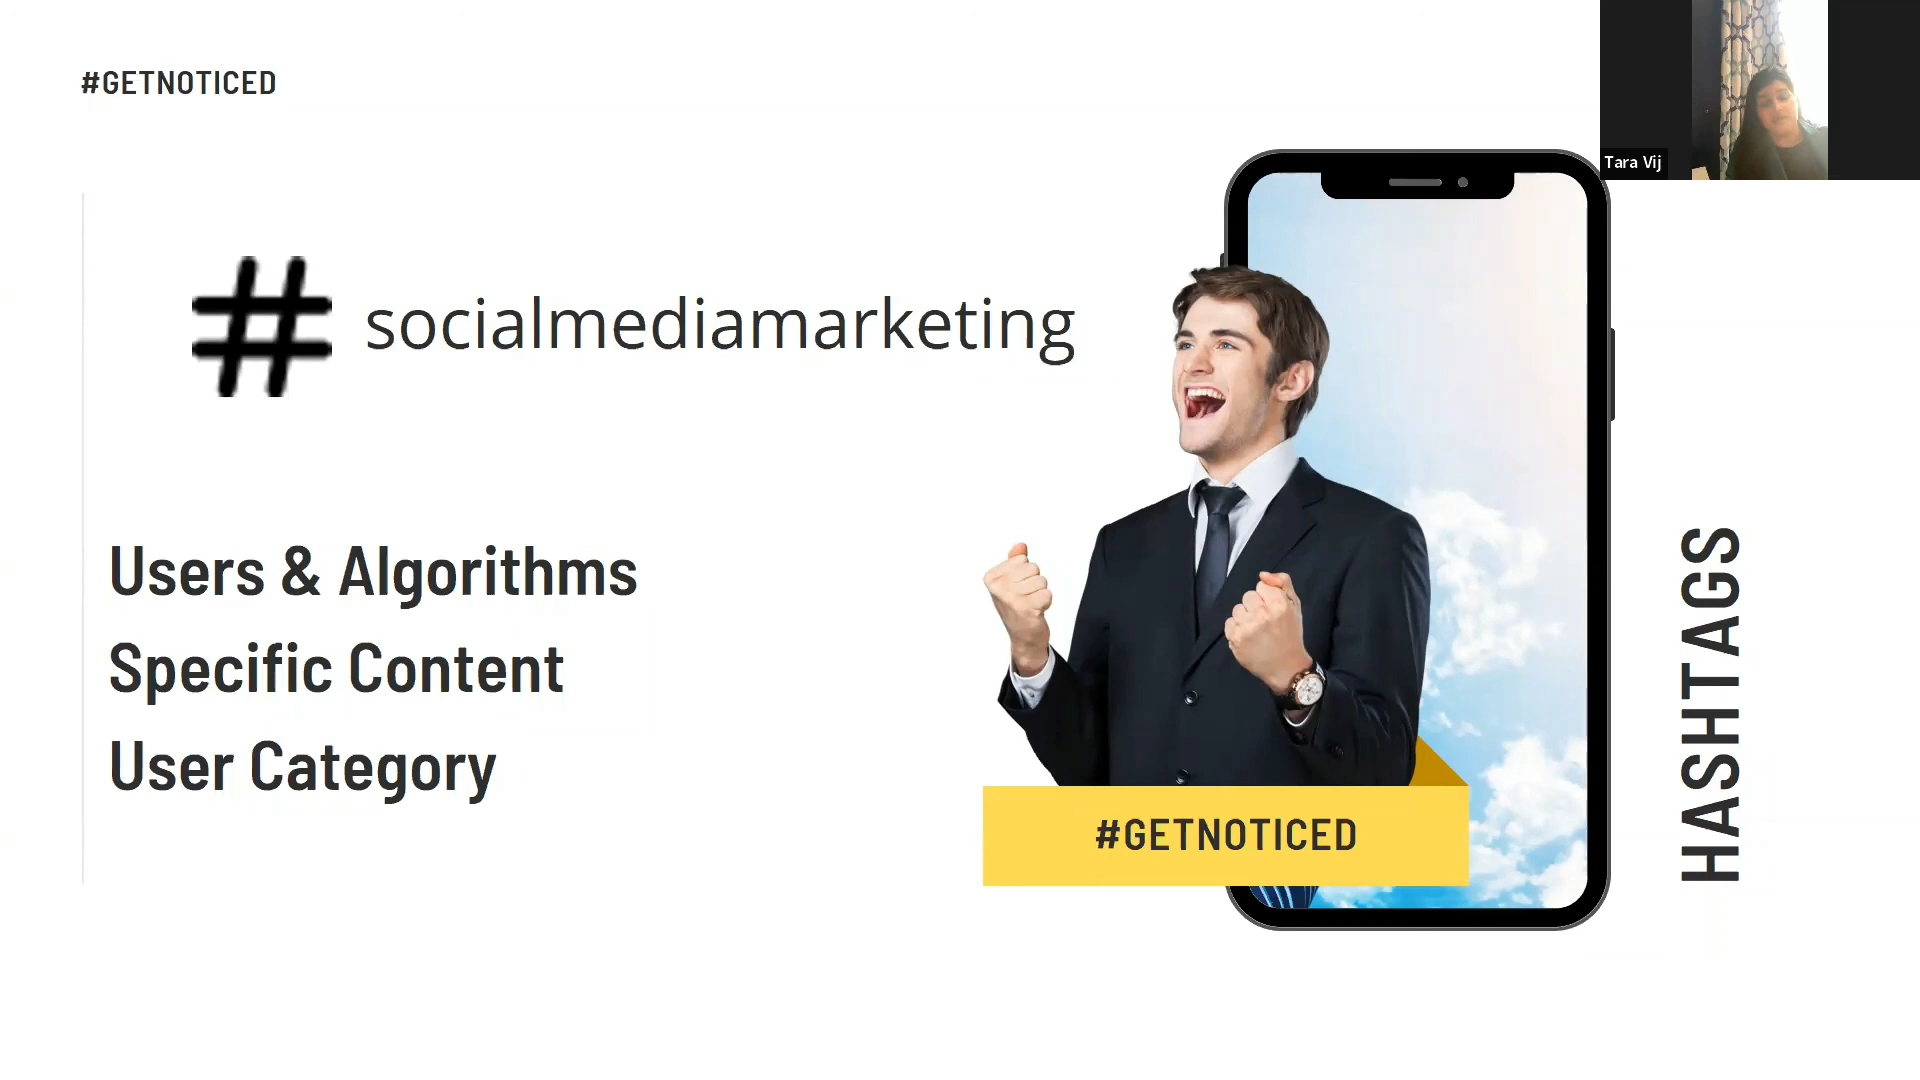 #GETNOTICED
Tara Vij
# socialmediamarketing
Users & Algorithms
Specific Content
User Category
#GETNOTICED
HASHTAGS